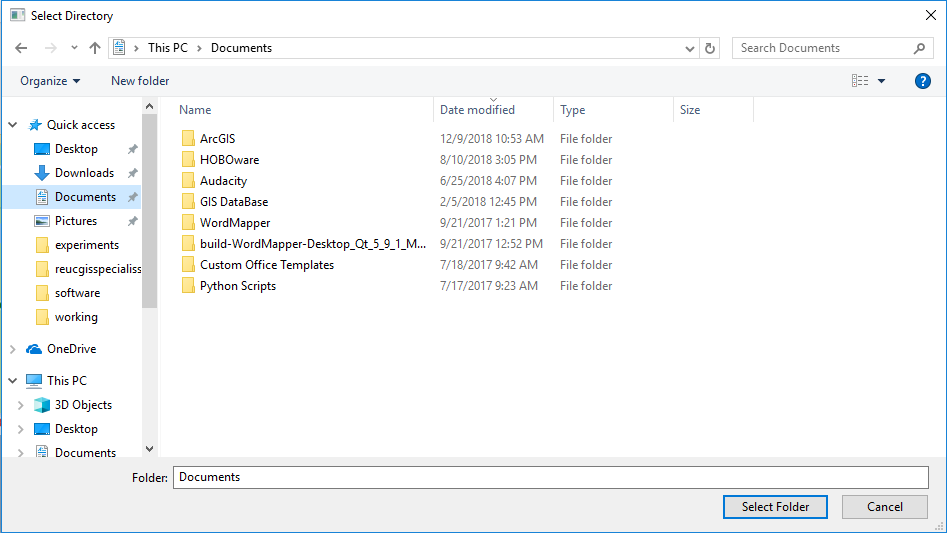 Select Directory
This PC Documents
Search Documents
Organize New folder
Name Date modified Type Size
Quick access
Desktop
Downloads
Documents
Pictures
experiments
reucgisspecialiss
software
working
OneDrive
This PC
3D Objects
Desktop
Documents
ArcGIS 12/9/2018 10:53 AM File folder
HOBOware 8/10/2018 3:05 PM File folder
Audacity 6/25/2018 4:07 PM File folder
GIS DataBase 2/5/2018 12:45 PM File folder
WordMapper 9/21/2017 1:21 PM File folder
build-WordMapper-Desktop_Qt_5_9_1_M... 9/21/2017 12:52 PM File folder
Custom Office Templates 7/18/2017 9:42 AM File folder
Python Scripts 7/17/2017 9:23 AM File folder
Folder: Documents
Select Folder Cancel